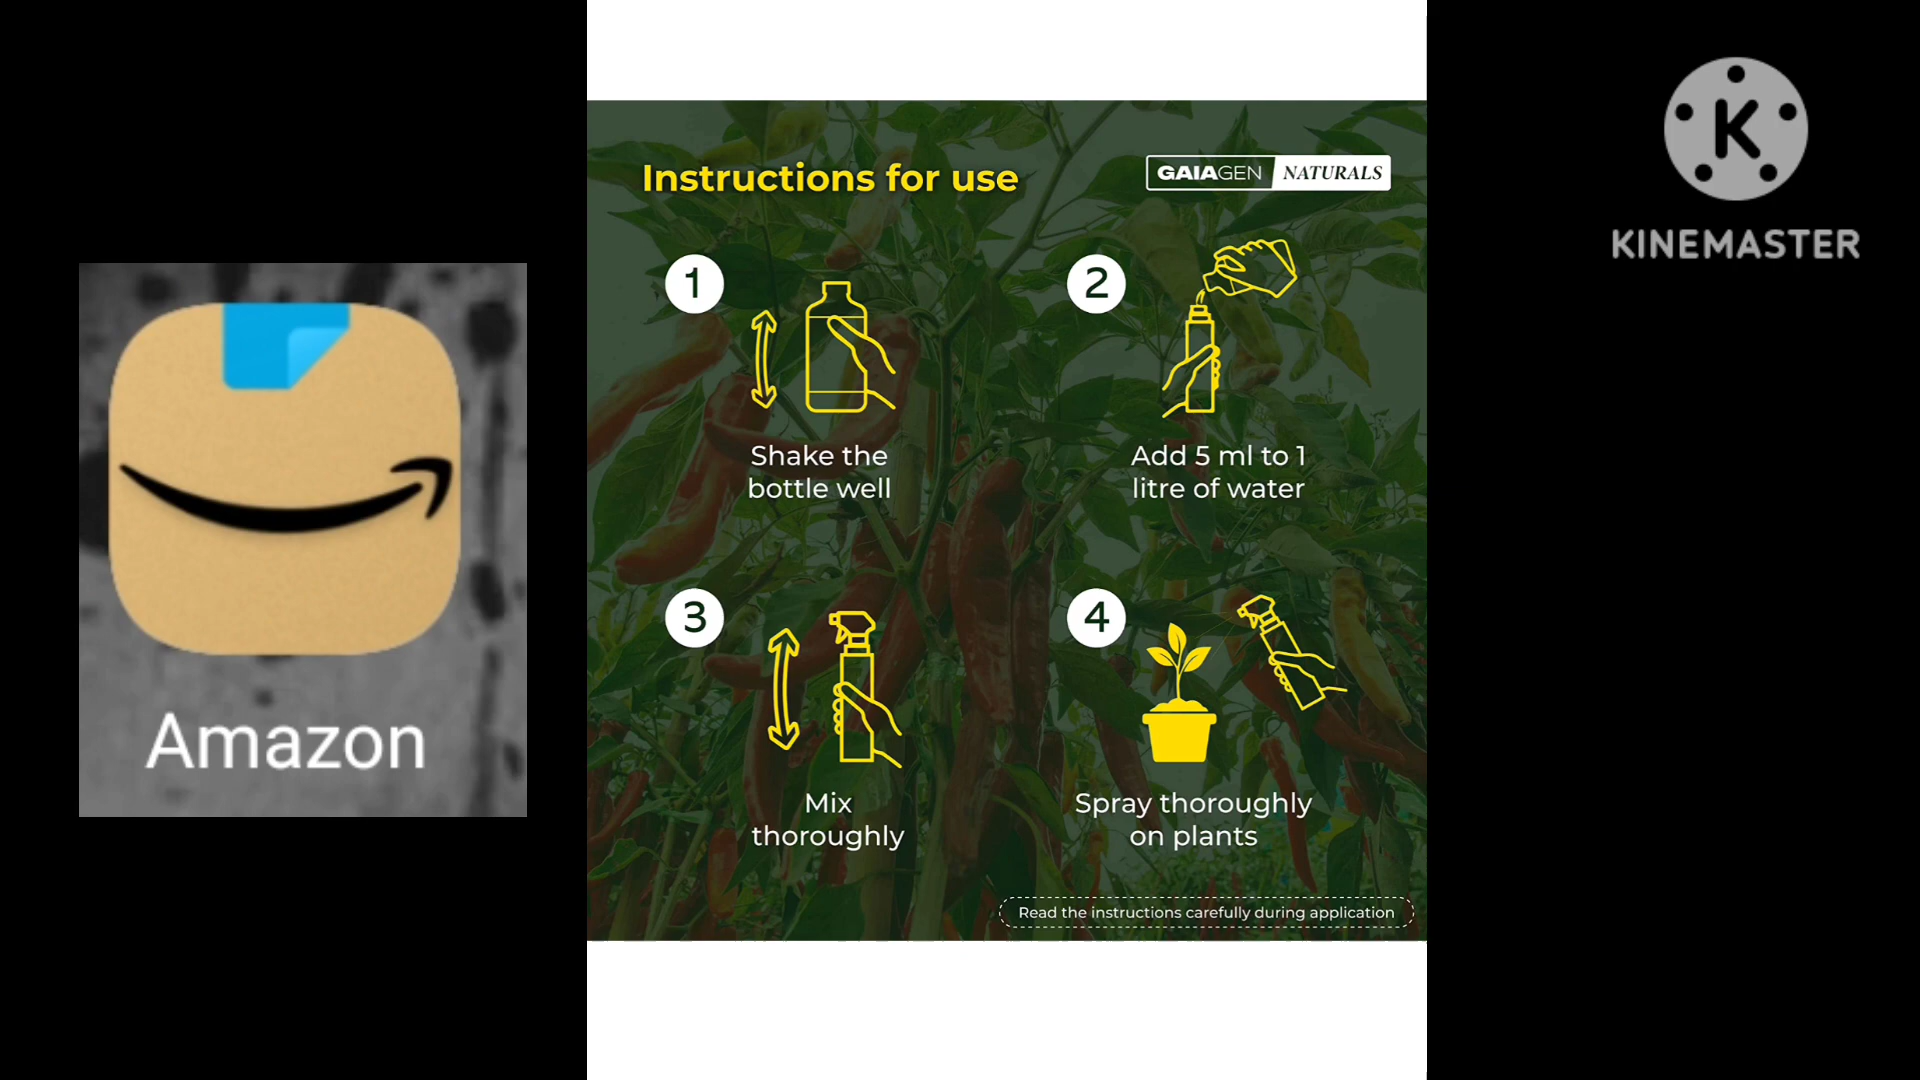 Instructions for use
GAIAGEN NATURALS
1
2
Shake the
bottle well
Add 5 ml to 1
litre of water
3
4
Mix
thoroughly
Spray thoroughly
on plants
Read the instructions carefully during application
Amazon
K
KINEMASTER